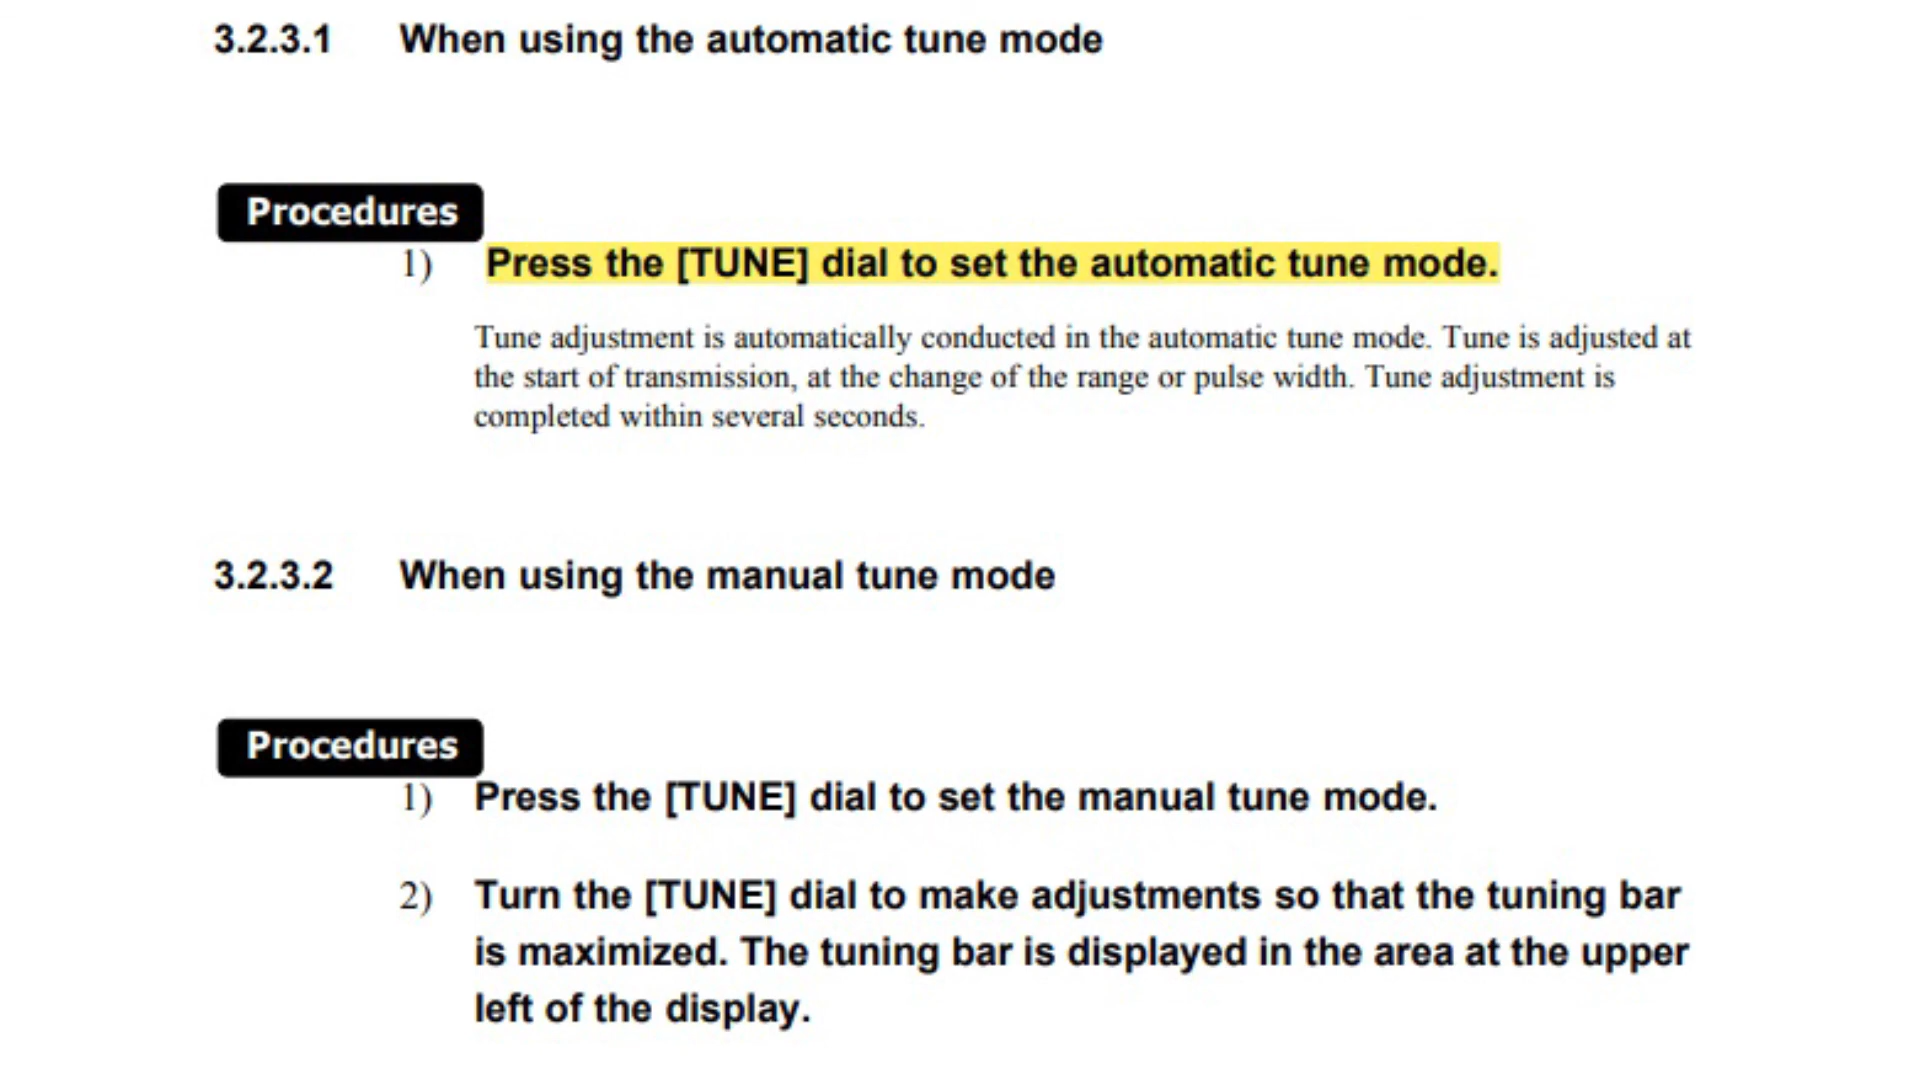 3.2.3.1 When using the automatic tune mode
Procedures
1) Press the [TUNE] dial to set the automatic tune mode.
Tune adjustment is automatically conducted in the automatic tune mode. Tune is adjusted at
the start of transmission, at the change of the range or pulse width. Tune adjustment is
completed within several seconds.
3.2.3.2 When using the manual tune mode
Procedures
1) Press the [TUNE] dial to set the manual tune mode.
2) Turn the [TUNE] dial to make adjustments so that the tuning bar
is maximized. The tuning bar is displayed in the area at the upper
left of the display.